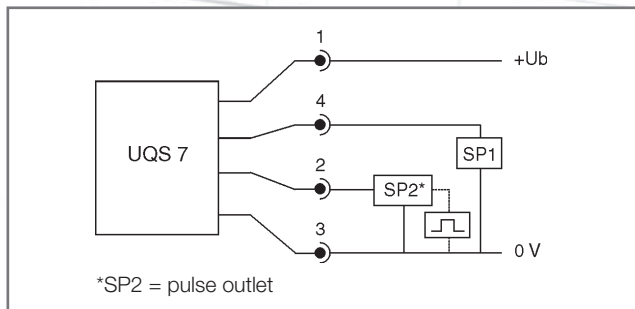 1
+Ub
4
UQS 7
SP1
2
SP2*
3
0 V
*SP2 = pulse outlet